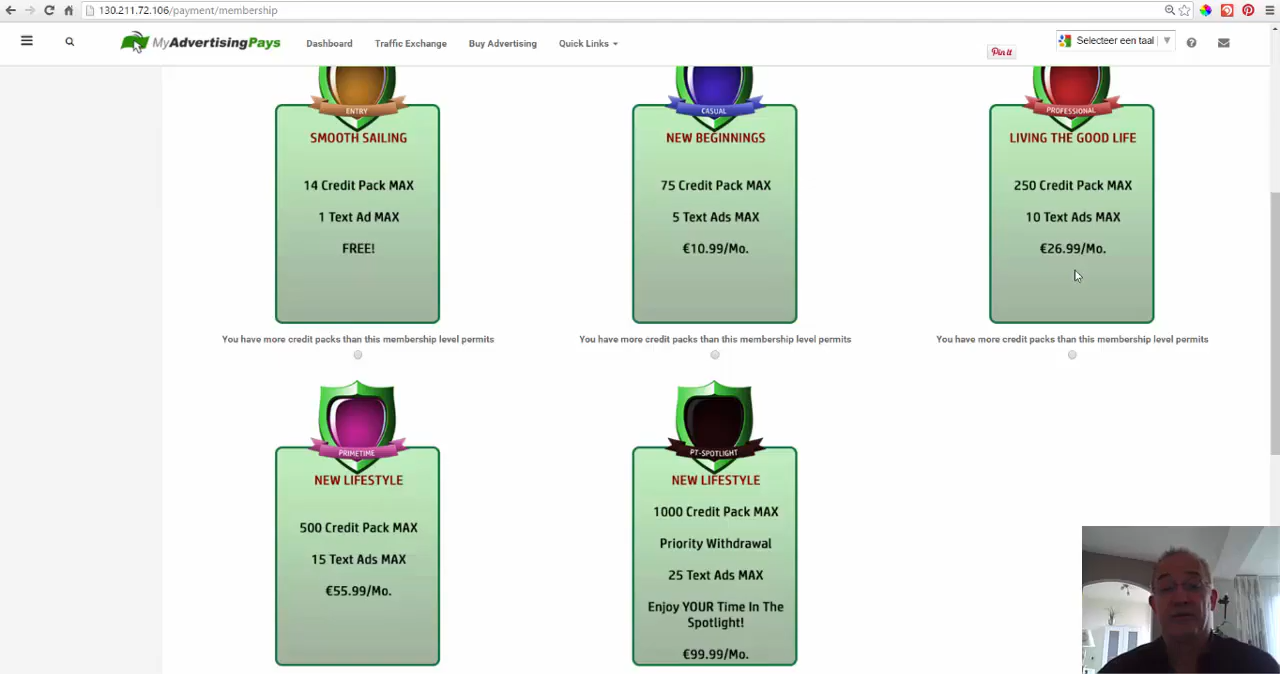 130.211.72.106/payment/membership
MyAdvertisingPays
Dashboard
Traffic Exchange
Buy Advertising
Quick Links
Pin it
Selecteer een taal
ENTRY
SMOOTH SAILING
14 Credit Pack MAX
1 Text Ad MAX
FREE!
You have more credit packs than this membership level permits
CASUAL
NEW BEGINNINGS
75 Credit Pack MAX
5 Text Ads MAX
€10.99/Mo.
You have more credit packs than this membership level permits
PROFESSIONAL
LIVING THE GOOD LIFE
250 Credit Pack MAX
10 Text Ads MAX
€26.99/Mo.
You have more credit packs than this membership level permits
PRIMETIME
NEW LIFESTYLE
500 Credit Pack MAX
15 Text Ads MAX
€55.99/Mo.
PT-SPOTLIGHT
NEW LIFESTYLE
1000 Credit Pack MAX
Priority Withdrawal
25 Text Ads MAX
Enjoy YOUR Time In The
Spotlight!
€99.99/Mo.